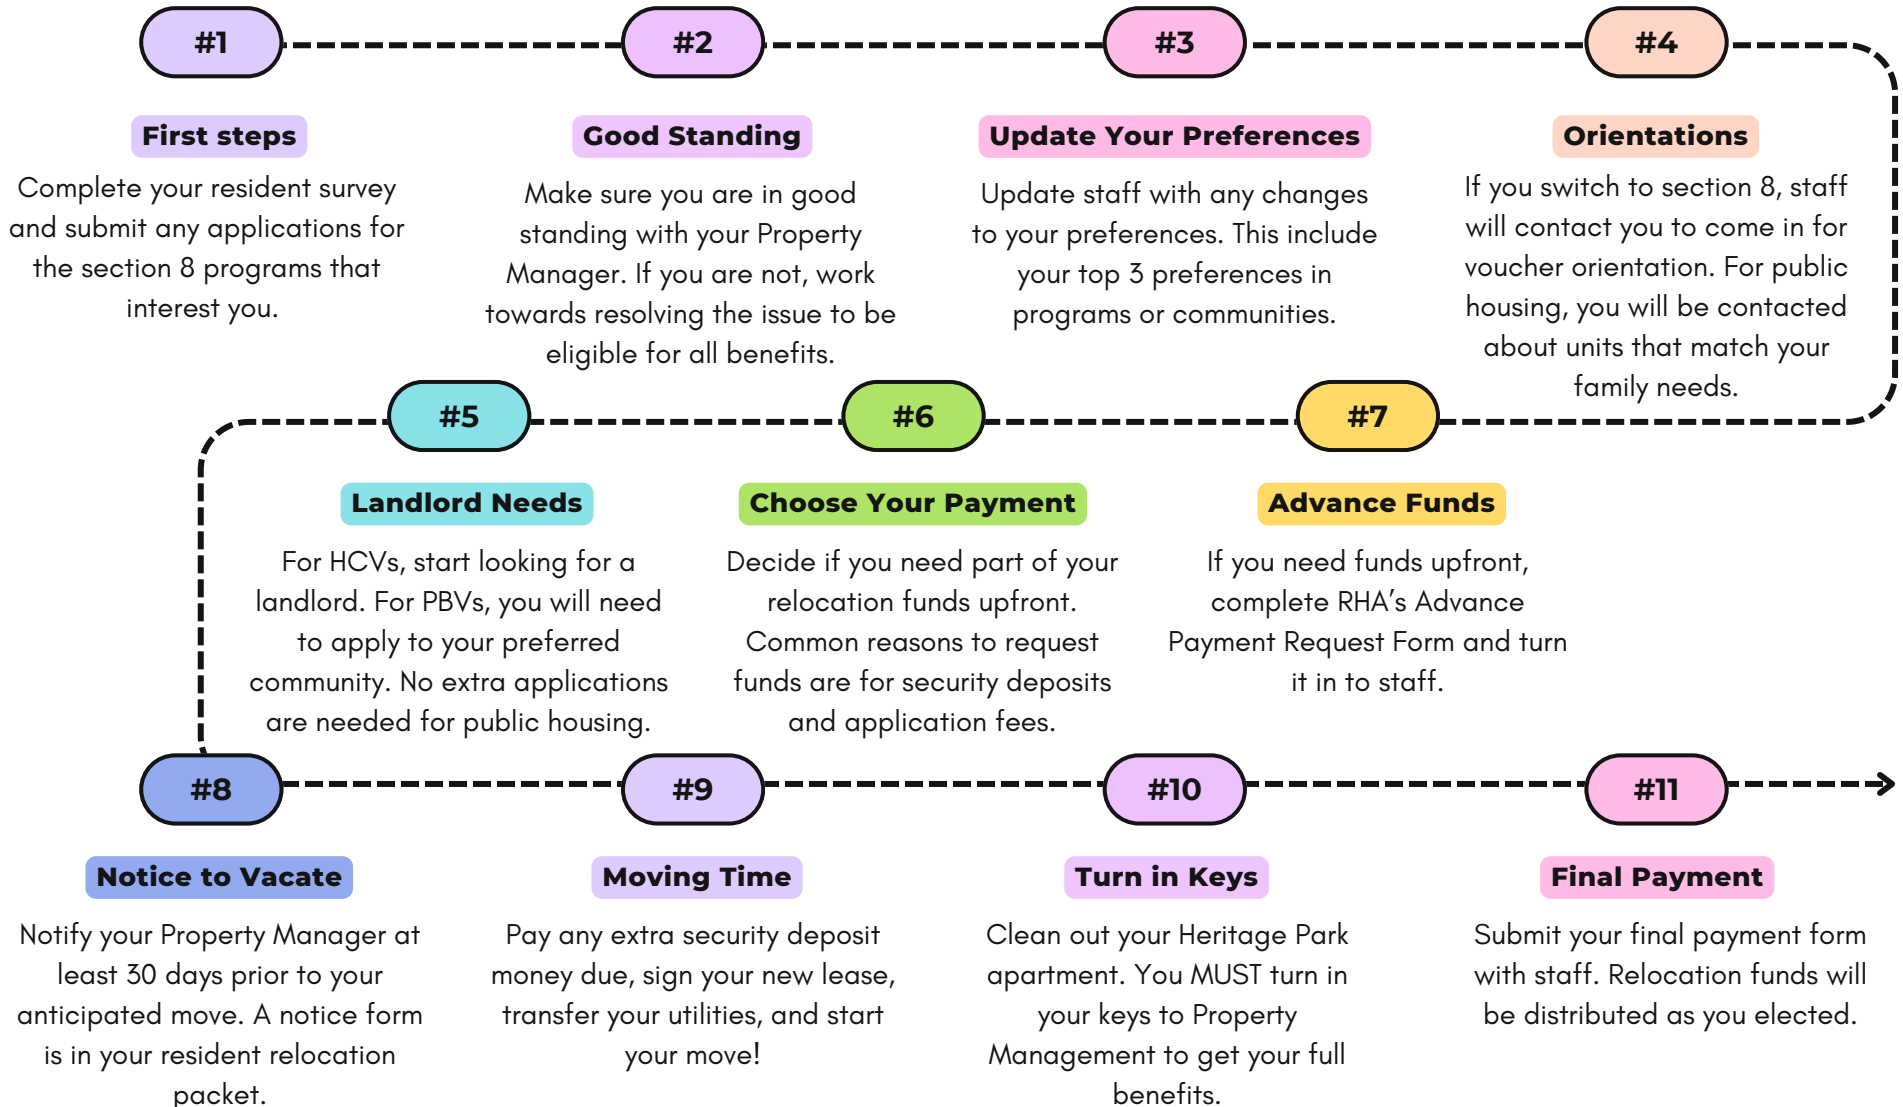 #1
First steps
Complete your resident survey
and submit any applications for
the section 8 programs that
interest you.
#2
Good Standing
Make sure you are in good
standing with your Property
Manager. If you are not, work
towards resolving the issue to be
eligible for all benefits.
#3
Update Your Preferences
Update staff with any changes
to your preferences. This include
your top 3 preferences in
programs or communities.
#4
Orientations
If you switch to section 8, staff
will contact you to come in for
voucher orientation. For public
housing, you will be contacted
about units that match your
family needs.
#5
Landlord Needs
For HCVs, start looking for a
landlord. For PBVs, you will need
to apply to your preferred
community. No extra applications
are needed for public housing.
#6
Choose Your Payment
Decide if you need part of your
relocation funds upfront.
Common reasons to request
funds are for security deposits
and application fees.
#7
Advance Funds
If you need funds upfront,
complete RHA’s Advance
Payment Request Form and turn
it in to staff.
#8
Notice to Vacate
Notify your Property Manager at
least 30 days prior to your
anticipated move. A notice form
is in your resident relocation
packet.
#9
Moving Time
Pay any extra security deposit
money due, sign your new lease,
transfer your utilities, and start
your move!
#10
Turn in Keys
Clean out your Heritage Park
apartment. You MUST turn in
your keys to Property
Management to get your full
benefits.
#11
Final Payment
Submit your final payment form
with staff. Relocation funds will
be distributed as you elected.